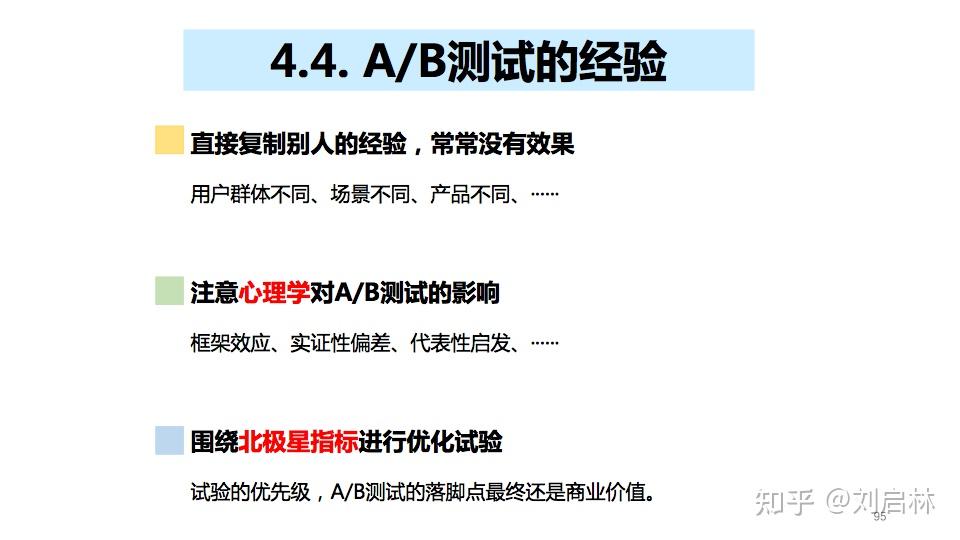 4.4. A/B测试的经验
直接复制别人的经验，常常没有效果
用户群体不同、场景不同、产品不同、……
注意心理学对A/B测试的影响
框架效应、实证性偏差、代表性启发、……
围绕北极星指标进行优化试验
试验的优先级，A/B测试的落脚点最终还是商业价值。
知乎 @刘启林
95